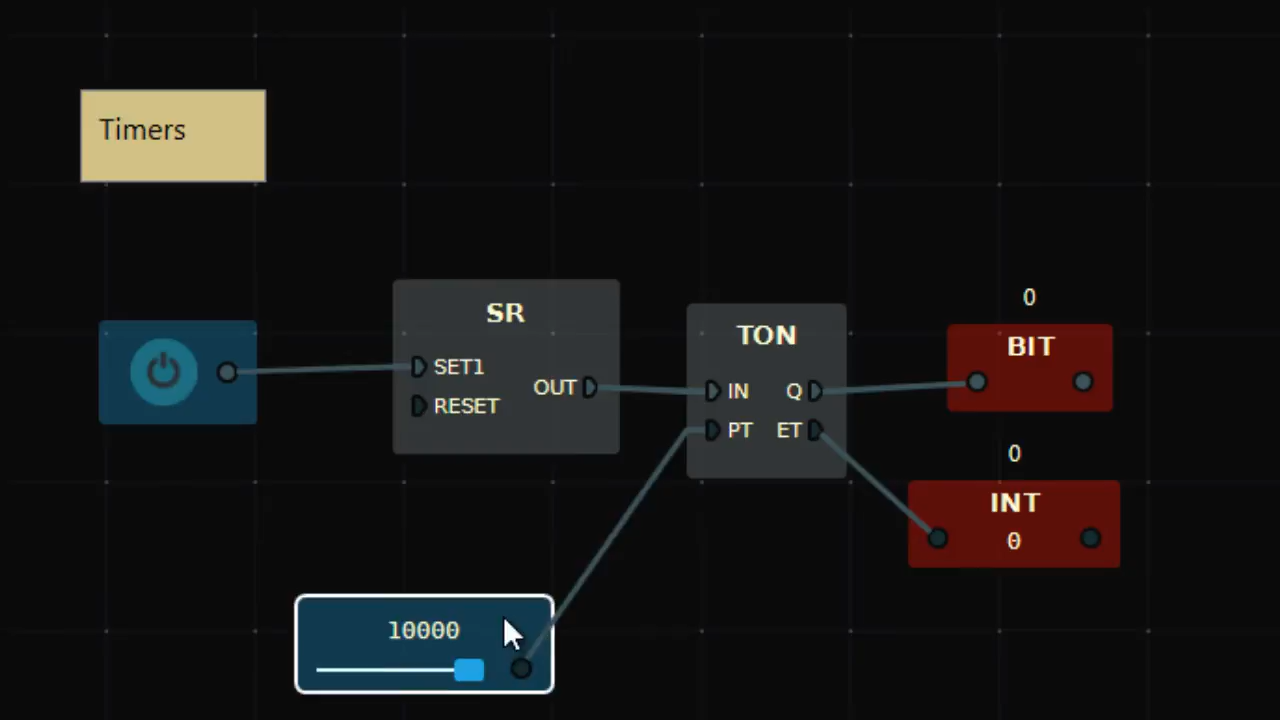 Timers
SR
SET1
RESET
OUT
TON
IN
PT
Q
ET
0
BIT
0
INT
0
10000